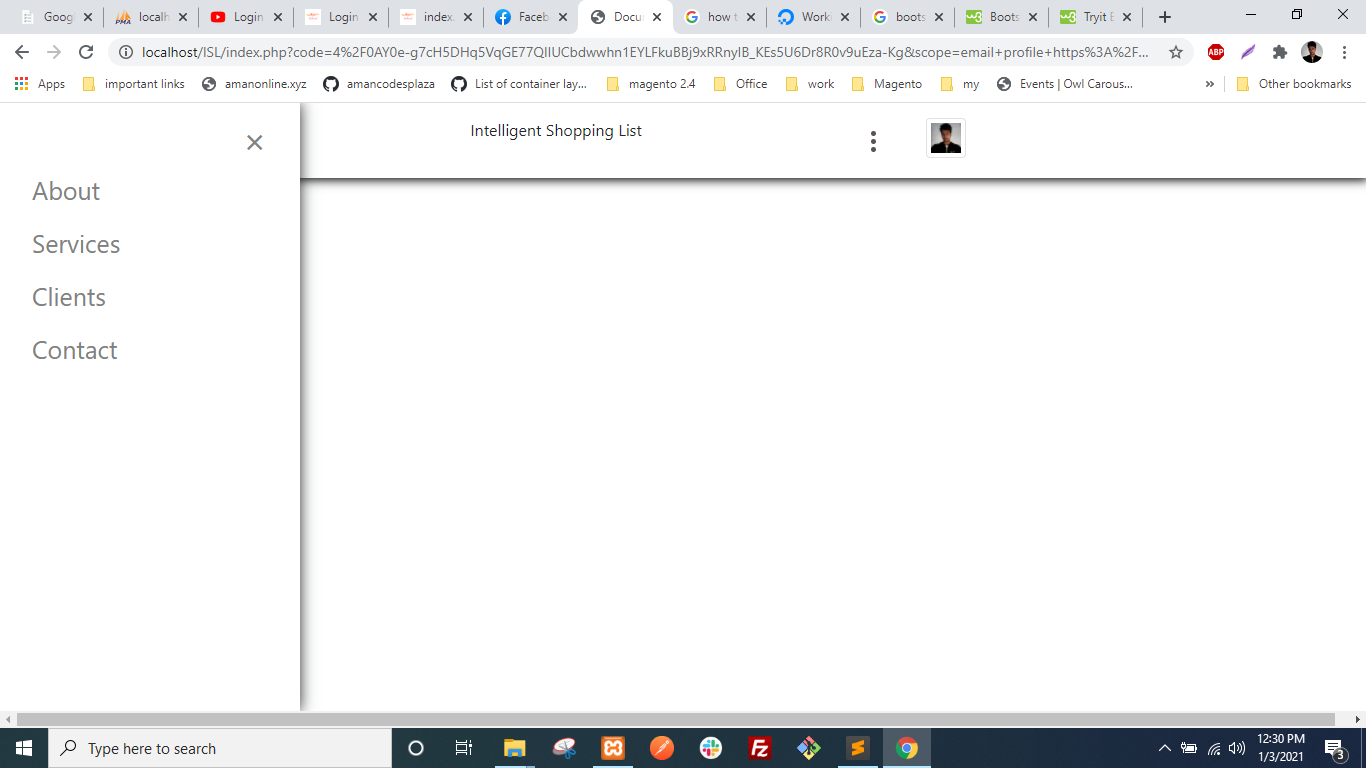 Goog localh Login Login index. Faceb Docu how t Work boots Boots Tryit E
localhost/ISL/index.php?code=4%2F0AY0e-g7cH5DHq5VqGE77QIIUCbdwwhn1EYLFkuBBj9xRRnyIB_KEs5U6Dr8R0v9uEza-Kg&scope=email+profile+https%3A%2F... ABP
Apps important links amanonline.xyz amancodesplaza List of container lay... magento 2.4 Office work Magento my Events | Owl Carous... » Other bookmarks
Intelligent Shopping List
About
Services
Clients
Contact
Type here to search
12:30 PM
1/3/2021
3